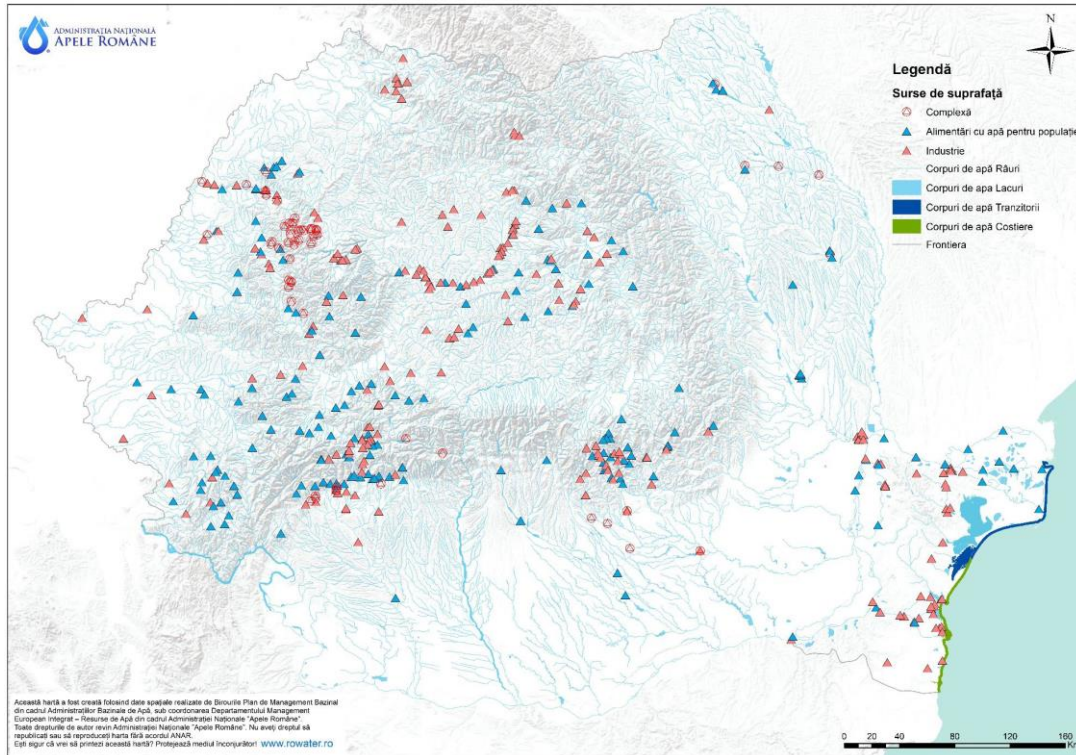 ADMINISTRAȚIA NAȚIONALĂ
APELE ROMÂNE
N
Legendă
Surse de suprafață
Complexă
Alimentări cu apă pentru populație
Industrie
Corpuri de apă Râuri
Corpuri de apa Lacuri
Corpuri de apă Tranzitorii
Corpuri de apă Costiere
Frontiera
Această hartă a fost creată folosind date spațiale realizate de Birourile Plan de Management Bazinal
din cadrul Administrațiilor Bazinale de Apă, sub coordonarea Departamentului Management
European Integrat – Resurse de Apă din cadrul Administrației Naționale "Apele Române".
Toate drepturile de autor revin Administrației Naționale "Apele Române". Nu aveți dreptul să
republicați sau să reproduceți harta fără acordul ANAR.
Ești sigur că vrei să printezi această hartă? Protejează mediul înconjurător! www.rowater.ro
0 20 40 80 120 160